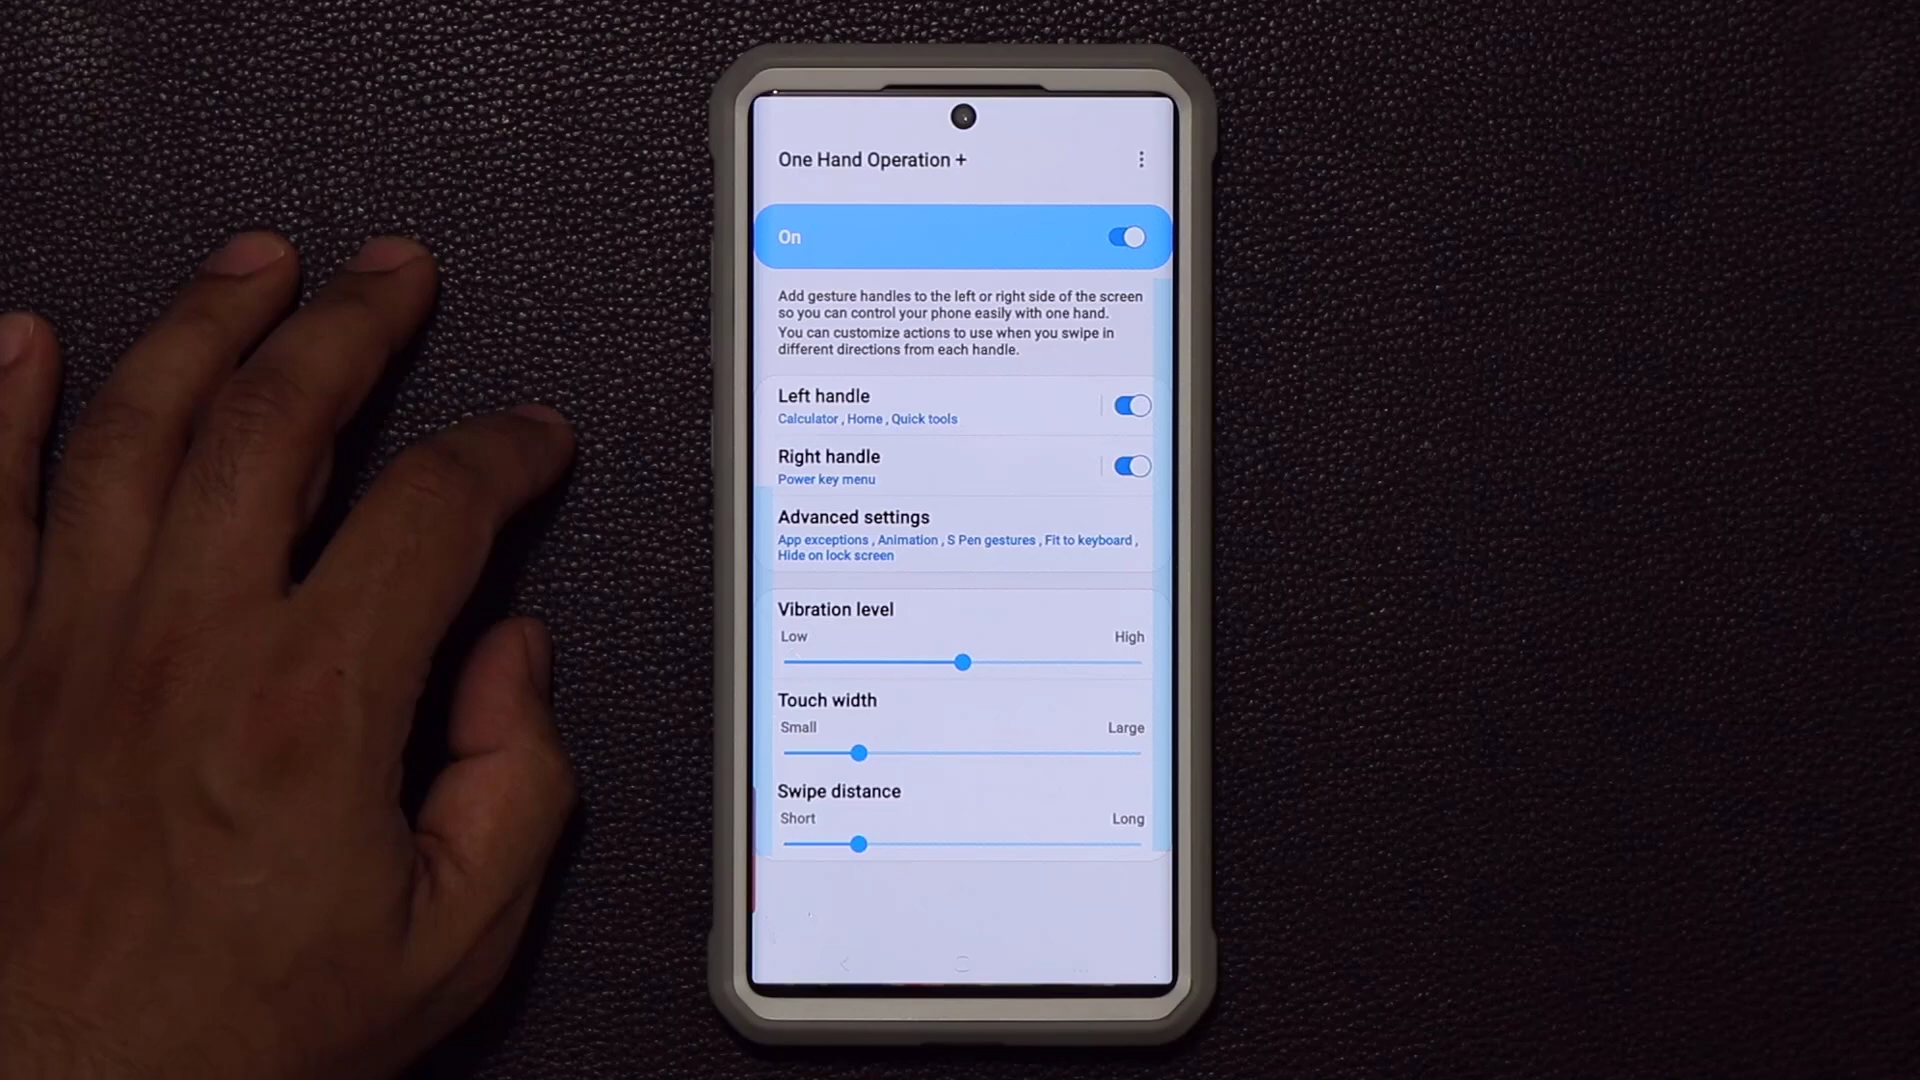 One Hand Operation +
On
Add gesture handles to the left or right side of the screen
so you can control your phone easily with one hand.
You can customize actions to use when you swipe in
different directions from each handle.
Left handle
Calculator , Home , Quick tools
Right handle
Power key menu
Advanced settings
App exceptions , Animation , S Pen gestures , Fit to keyboard ,
Hide on lock screen
Vibration level
Low High
Touch width
Small Large
Swipe distance
Short Long